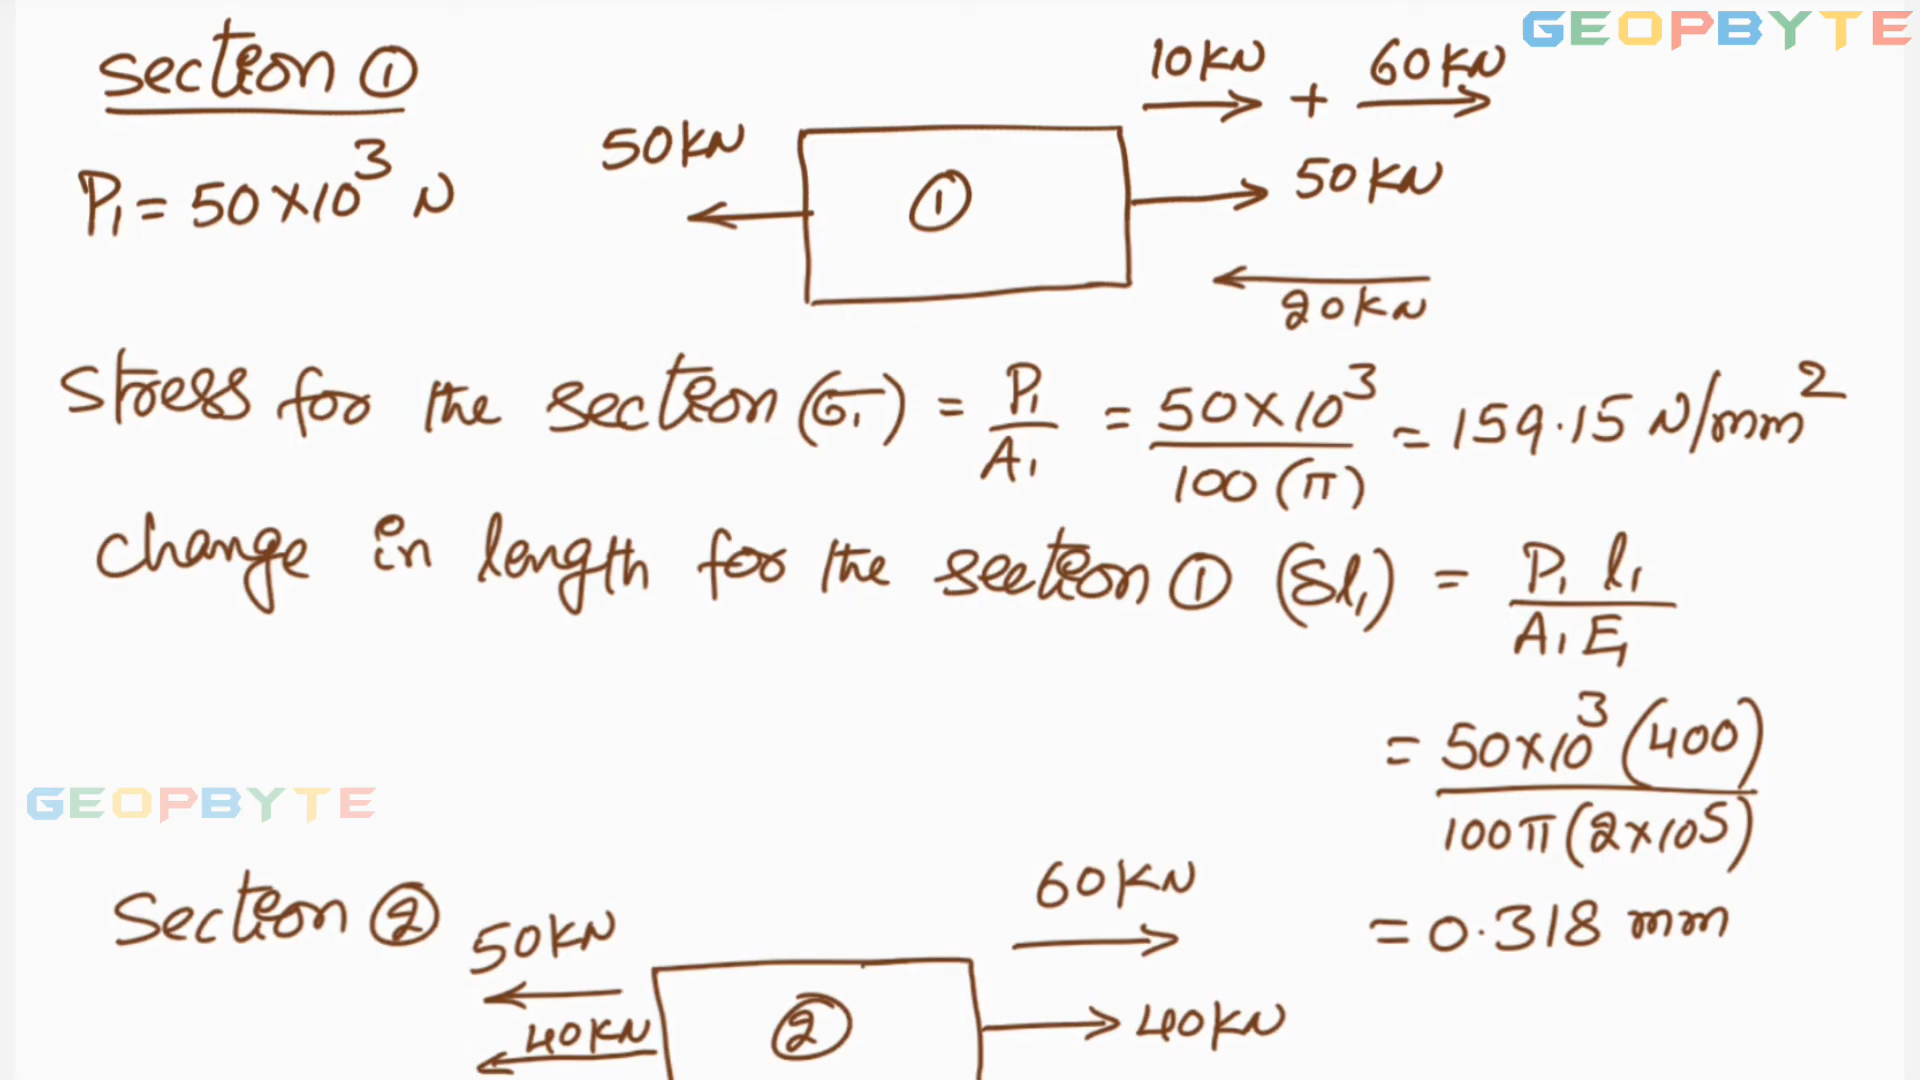 GEOPBYTE
Section ①
10KN + 60KN
50KN ① 50KN
P₁ = 50×10³ N
20KN
Stress for the section (σ₁) = P₁/A₁ = 50×10³/100(π) = 159.15 N/mm²
Change in length for the section ① (δl₁) = P₁ l₁/A₁ E₁
= 50×10³(400)/100π(2×10⁵)
GEOPBYTE
= 0.318 mm
Section ②
60KN
50KN
40KN ② 40KN